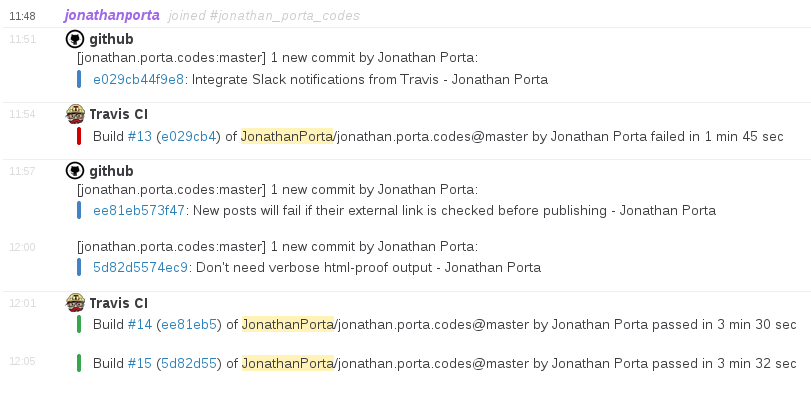 11:48 jonathanporta joined #jonathan_porta_codes
11:51 github
[jonathan.porta.codes:master] 1 new commit by Jonathan Porta:
e029cb44f9e8: Integrate Slack notifications from Travis - Jonathan Porta
11:54 Travis CI
Build #13 (e029cb4) of JonathanPorta/jonathan.porta.codes@master by Jonathan Porta failed in 1 min 45 sec
11:57 github
[jonathan.porta.codes:master] 1 new commit by Jonathan Porta:
ee81eb573f47: New posts will fail if their external link is checked before publishing - Jonathan Porta
12:00 [jonathan.porta.codes:master] 1 new commit by Jonathan Porta:
5d82d5574ec9: Don't need verbose html-proof output - Jonathan Porta
12:01 Travis CI
Build #14 (ee81eb5) of JonathanPorta/jonathan.porta.codes@master by Jonathan Porta passed in 3 min 30 sec
12:05 Build #15 (5d82d55) of JonathanPorta/jonathan.porta.codes@master by Jonathan Porta passed in 3 min 32 sec